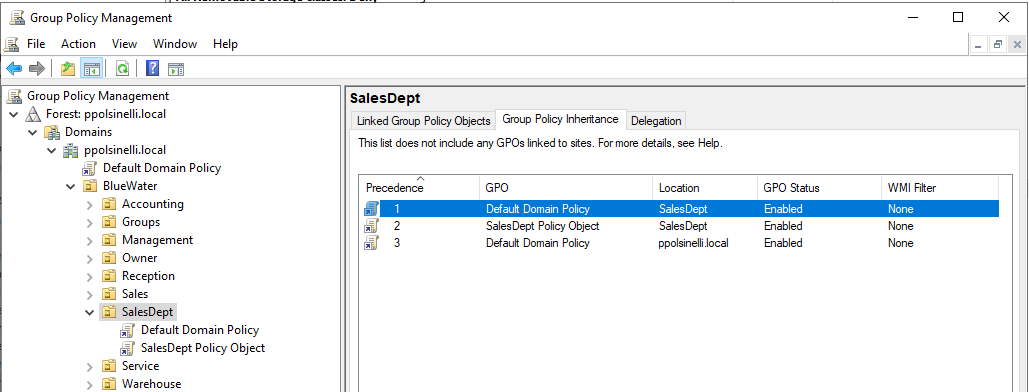 Group Policy Management
File Action View Window Help
Group Policy Management
Forest: ppolsinelli.local
Domains
ppolsinelli.local
Default Domain Policy
BlueWater
Accounting
Groups
Management
Owner
Reception
Sales
SalesDept
Default Domain Policy
SalesDept Policy Object
Service
Warehouse
SalesDept
Linked Group Policy Objects Group Policy Inheritance Delegation
This list does not include any GPOs linked to sites. For more details, see Help.
Precedence GPO Location GPO Status WMI Filter
1 Default Domain Policy SalesDept Enabled None
2 SalesDept Policy Object SalesDept Enabled None
3 Default Domain Policy ppolsinelli.local Enabled None